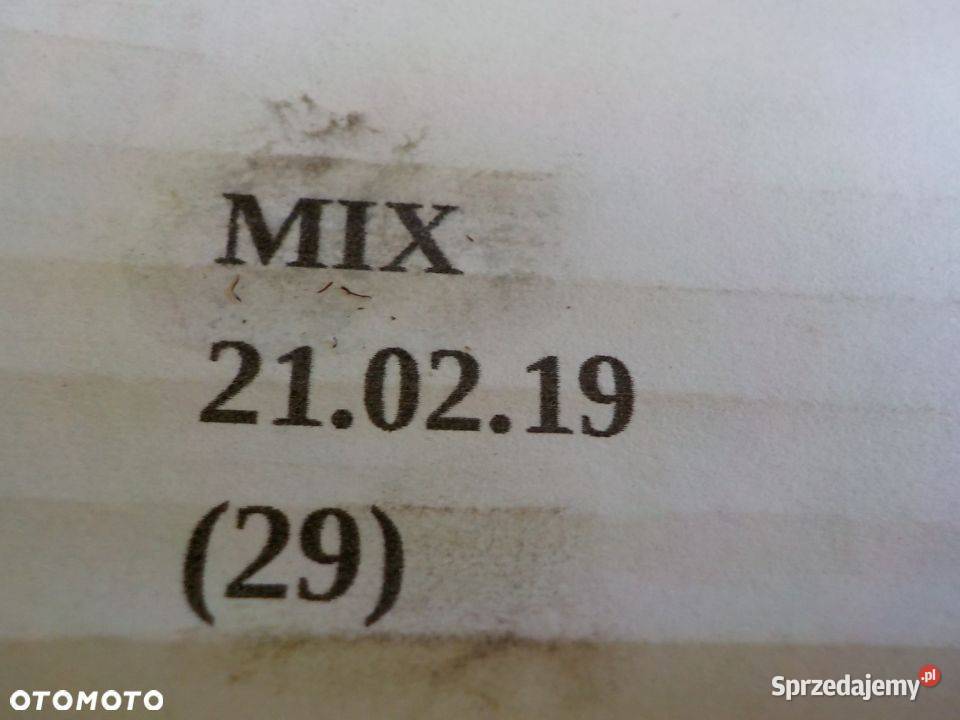 MIX
21.02.19
(29)
OTOMOTO
Sprzedajemy.pl